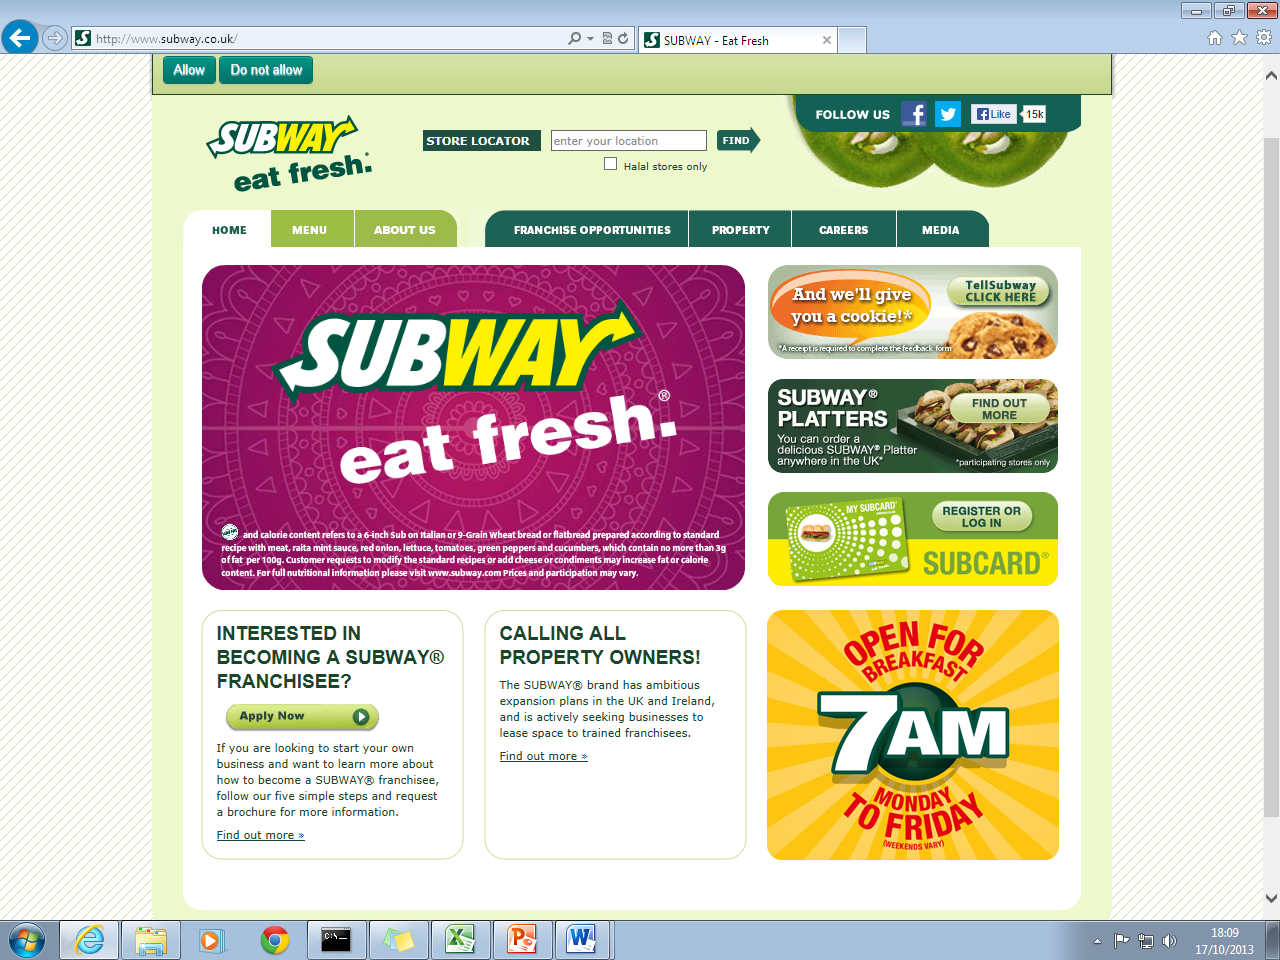 http://www.subway.co.uk/
SUBWAY - Eat Fresh
Allow
Do not allow
SUBWAY
eat fresh.
STORE LOCATOR
enter your location
FIND
Halal stores only
FOLLOW US
Like
15k
HOME
MENU
ABOUT US
FRANCHISE OPPORTUNITIES
PROPERTY
CAREERS
MEDIA
SUBWAY
eat fresh.®
and calorie content refers to a 6-inch Sub on Italian or 9-Grain Wheat bread or flatbread prepared according to standard
recipe with meat, raita mint sauce, red onion, lettuce, tomatoes, green peppers and cucumbers, which contain no more than 3g
of fat per 100g. Customer requests to modify the standard recipes or add cheese or condiments may increase fat or calorie
content. For full nutritional information please visit www.subway.com Prices and participation may vary.
And we'll give
you a cookie!*
TellSubway
CLICK HERE
*A receipt is required to complete the feedback form
SUBWAY®
PLATTERS
You can order a
delicious SUBWAY® Platter
anywhere in the UK*
FIND OUT
MORE
*participating stores only
MY SUBCARD
REGISTER OR
LOG IN
SUBCARD®
INTERESTED IN
BECOMING A SUBWAY®
FRANCHISEE?
Apply Now
If you are looking to start your own
business and want to learn more about
how to become a SUBWAY® franchisee,
follow our five simple steps and request
a brochure for more information.
Find out more »
CALLING ALL
PROPERTY OWNERS!
The SUBWAY® brand has ambitious
expansion plans in the UK and Ireland,
and is actively seeking businesses to
lease space to trained franchisees.
Find out more »
OPEN FOR
BREAKFAST
7AM
MONDAY
TO FRIDAY
(WEEKENDS VARY)
18:09
17/10/2013